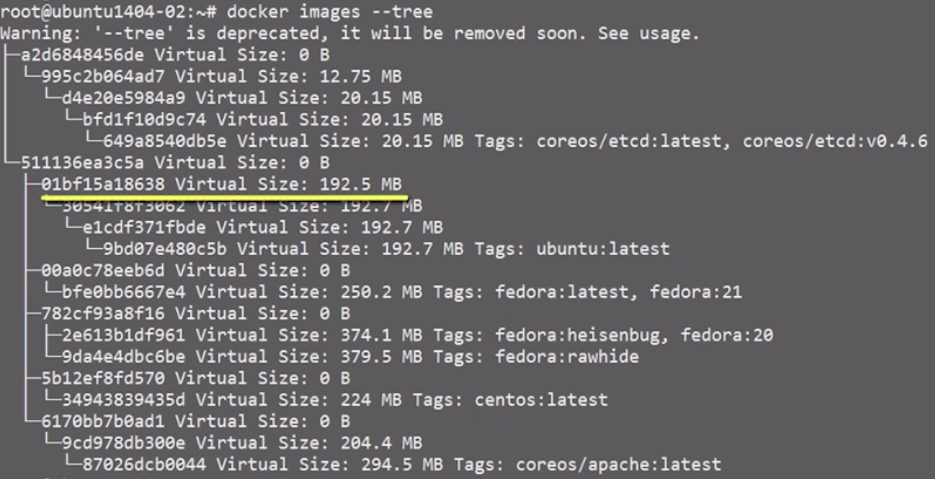 root@ubuntu1404-02:~# docker images --tree
Warning: '--tree' is deprecated, it will be removed soon. See usage.
├─a2d6848456de Virtual Size: 0 B
│ └─995c2b064ad7 Virtual Size: 12.75 MB
│   └─d4e20e5984a9 Virtual Size: 20.15 MB
│     └─bfd1f10d9c74 Virtual Size: 20.15 MB
│       └─649a8540db5e Virtual Size: 20.15 MB Tags: coreos/etcd:latest, coreos/etcd:v0.4.6
└─511136ea3c5a Virtual Size: 0 B
  ├─01bf15a18638 Virtual Size: 192.5 MB
  │ └─30541f8f3062 Virtual Size: 192.7 MB
  │   └─e1cdf371fbde Virtual Size: 192.7 MB
  │     └─9bd07e480c5b Virtual Size: 192.7 MB Tags: ubuntu:latest
  ├─00a0c78eeb6d Virtual Size: 0 B
  │ └─bfe0bb6667e4 Virtual Size: 250.2 MB Tags: fedora:latest, fedora:21
  ├─782cf93a8f16 Virtual Size: 0 B
  │ ├─2e613b1df961 Virtual Size: 374.1 MB Tags: fedora:heisenbug, fedora:20
  │ └─9da4e4dbc6be Virtual Size: 379.5 MB Tags: fedora:rawhide
  ├─5b12ef8fd570 Virtual Size: 0 B
  │ └─34943839435d Virtual Size: 224 MB Tags: centos:latest
  └─6170bb7b0ad1 Virtual Size: 0 B
    └─9cd978db300e Virtual Size: 204.4 MB
      └─87026dcb0044 Virtual Size: 294.5 MB Tags: coreos/apache:latest